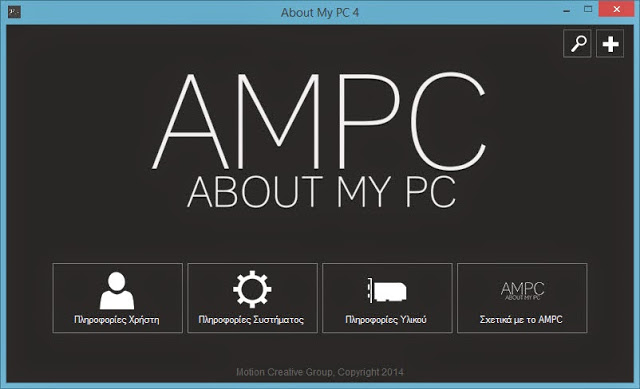 About My PC 4
AMPC
ABOUT MY PC
Πληροφορίες Χρήστη
Πληροφορίες Συστήματος
Πληροφορίες Υλικού
AMPC
ABOUT MY PC
Σχετικά με το AMPC
Motion Creative Group, Copyright 2014